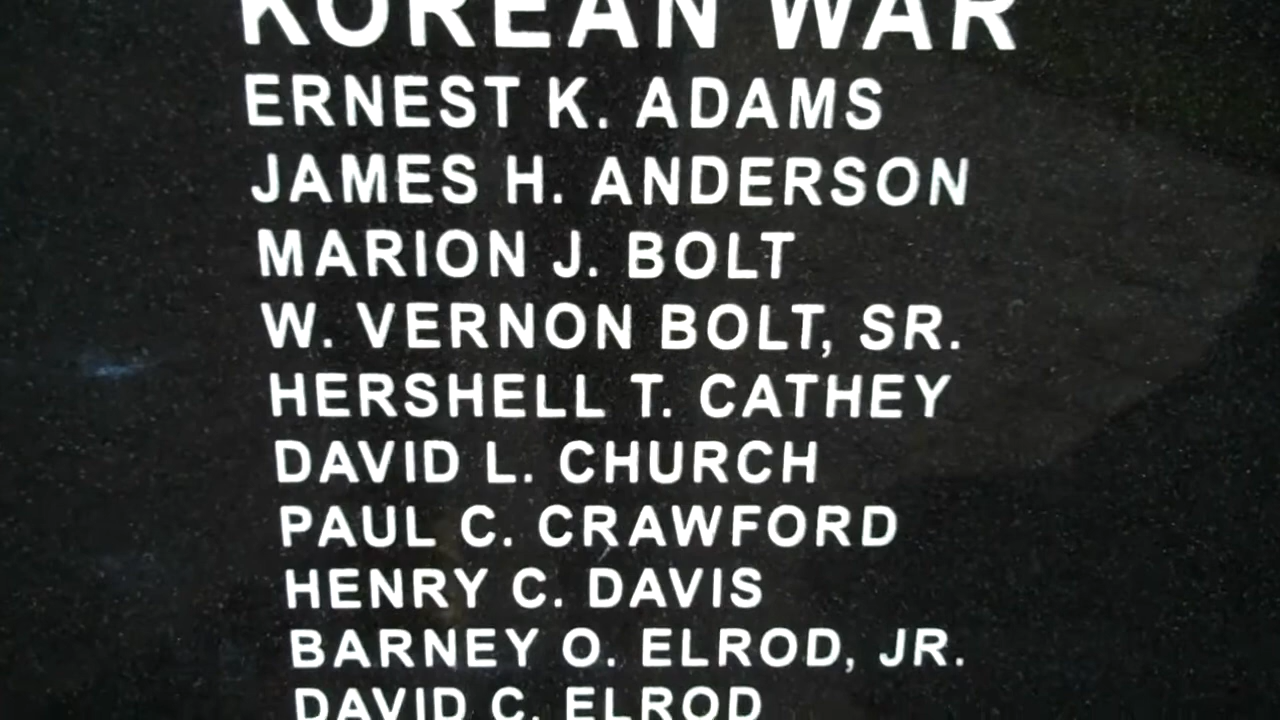 KOREAN WAR
ERNEST K. ADAMS
JAMES H. ANDERSON
MARION J. BOLT
W. VERNON BOLT, SR.
HERSHELL T. CATHEY
DAVID L. CHURCH
PAUL C. CRAWFORD
HENRY C. DAVIS
BARNEY O. ELROD, JR.
DAVID C. ELROD